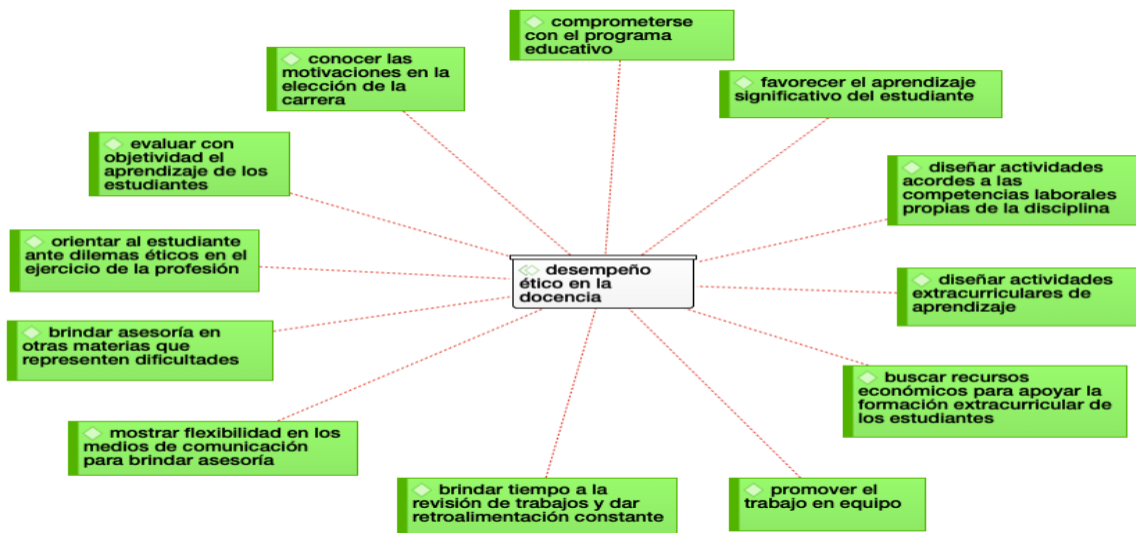 comprometerse
con el programa
educativo
conocer las
motivaciones en la
elección de la
carrera
favorecer el aprendizaje
significativo del estudiante
evaluar con
objetividad el
aprendizaje de los
estudiantes
diseñar actividades
acordes a las
competencias laborales
propias de la disciplina
orientar al estudiante
ante dilemas éticos en el
ejercicio de la profesión
desempeño
ético en la
docencia
diseñar actividades
extracurriculares de
aprendizaje
brindar asesoría en
otras materias que
representen dificultades
buscar recursos
económicos para apoyar la
formación extracurricular de
los estudiantes
mostrar flexibilidad en los
medios de comunicación
para brindar asesoría
brindar tiempo a la
revisión de trabajos y dar
retroalimentación constante
promover el
trabajo en equipo